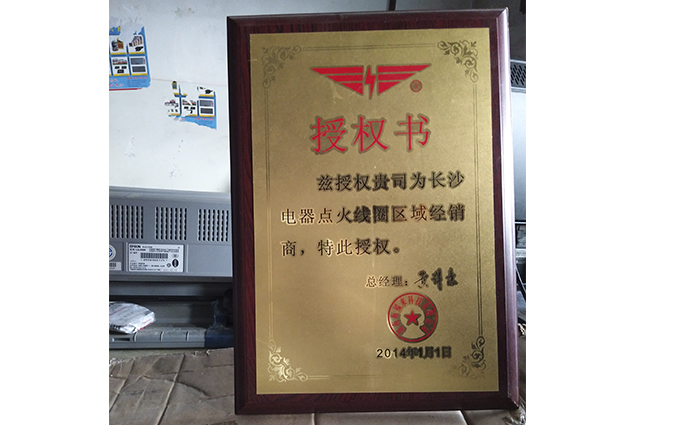 授权书
兹授权贵司为长沙
电器点火线圈区域经销
商，特此授权。
总经理：
2014年1月1日